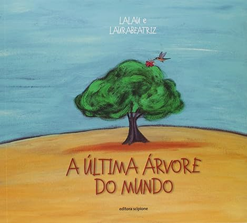 LALAU e
LAURABEATRIZ
A ÚLTIMA ÁRVORE
DO MUNDO
editora scipione